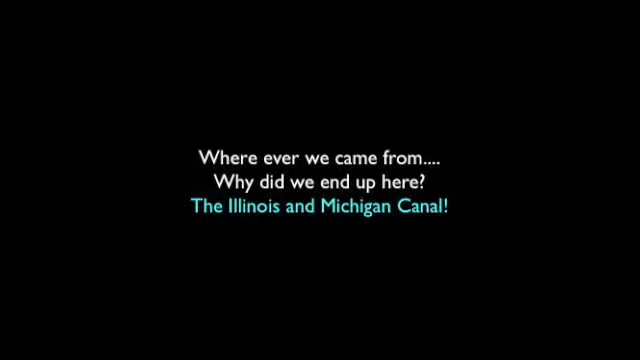 Where ever we came from....
Why did we end up here?
The Illinois and Michigan Canal!